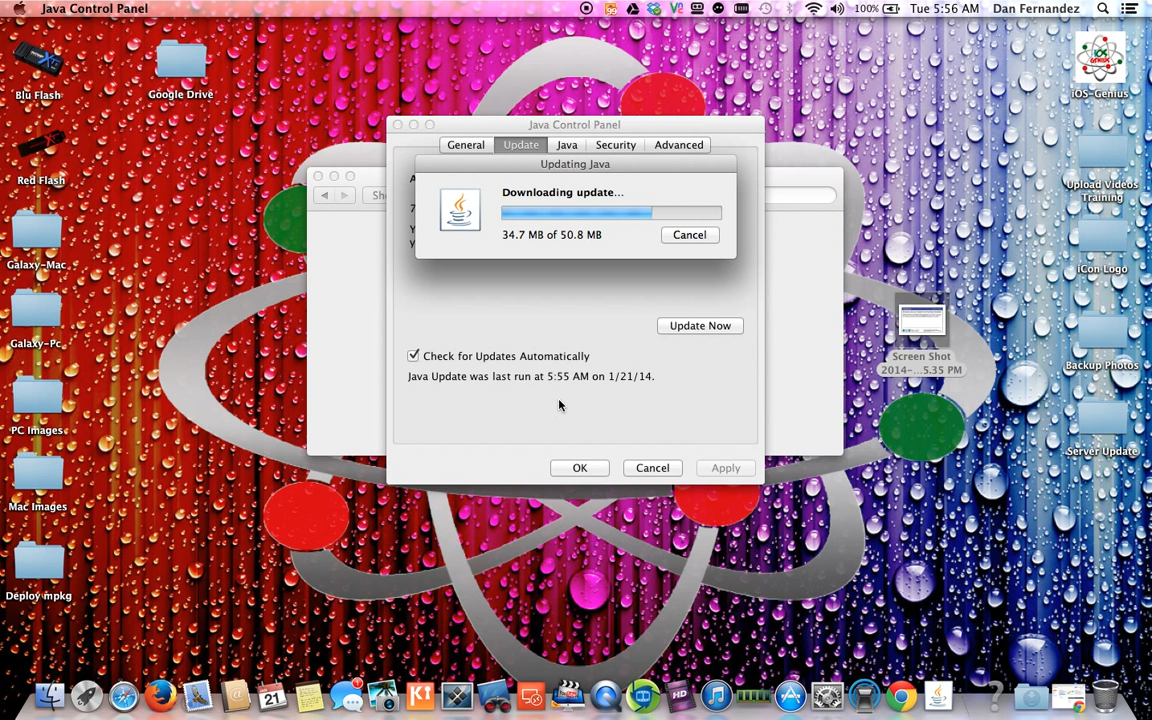 Java Control Panel
100%
Tue 5:56 AM
Dan Fernandez
Blu Flash
Google Drive
iOS-Genius
Red Flash
Upload Videos
Training
Galaxy-Mac
iCon Logo
Galaxy-Pc
Screen Shot
2014-...5.35 PM
Backup Photos
PC Images
Server Update
Mac Images
Deploy mpkg
Java Control Panel
General
Update
Java
Security
Advanced
Updating Java
Downloading update...
34.7 MB of 50.8 MB
Cancel
Update Now
Check for Updates Automatically
Java Update was last run at 5:55 AM on 1/21/14.
OK
Cancel
Apply
21
HD